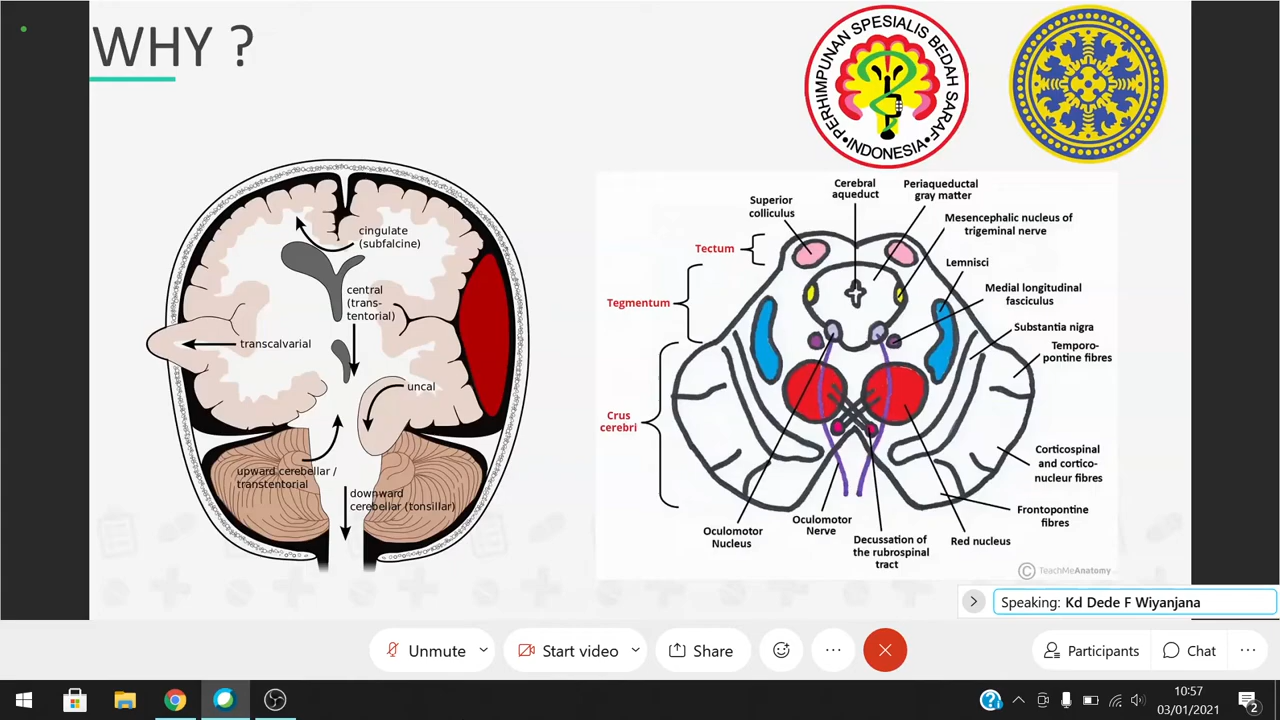 WHY ?
PERHIMPUNAN SPESIALIS BEDAH SARAF
•INDONESIA•
cingulate
(subfalcine)
central
(trans-
tentorial)
transcalvarial
uncal
upward cerebellar /
transtentorial
downward
cerebellar (tonsillar)
Cerebral
aqueduct
Periaqueductal
gray matter
Superior
colliculus
Mesencephalic nucleus of
trigeminal nerve
Tectum
Lemnisci
Medial longitudinal
fasciculus
Tegmentum
Substantia nigra
Temporo-
pontine fibres
Crus
cerebri
Corticospinal
and cortico-
nucleur fibres
Frontopontine
fibres
Oculomotor
Nucleus
Oculomotor
Nerve
Decussation of
the rubrospinal
tract
Red nucleus
© TeachMeAnatomy
Speaking: Kd Dede F Wiyanjana
Unmute
Start video
Share
Participants
Chat
10:57
03/01/2021
2